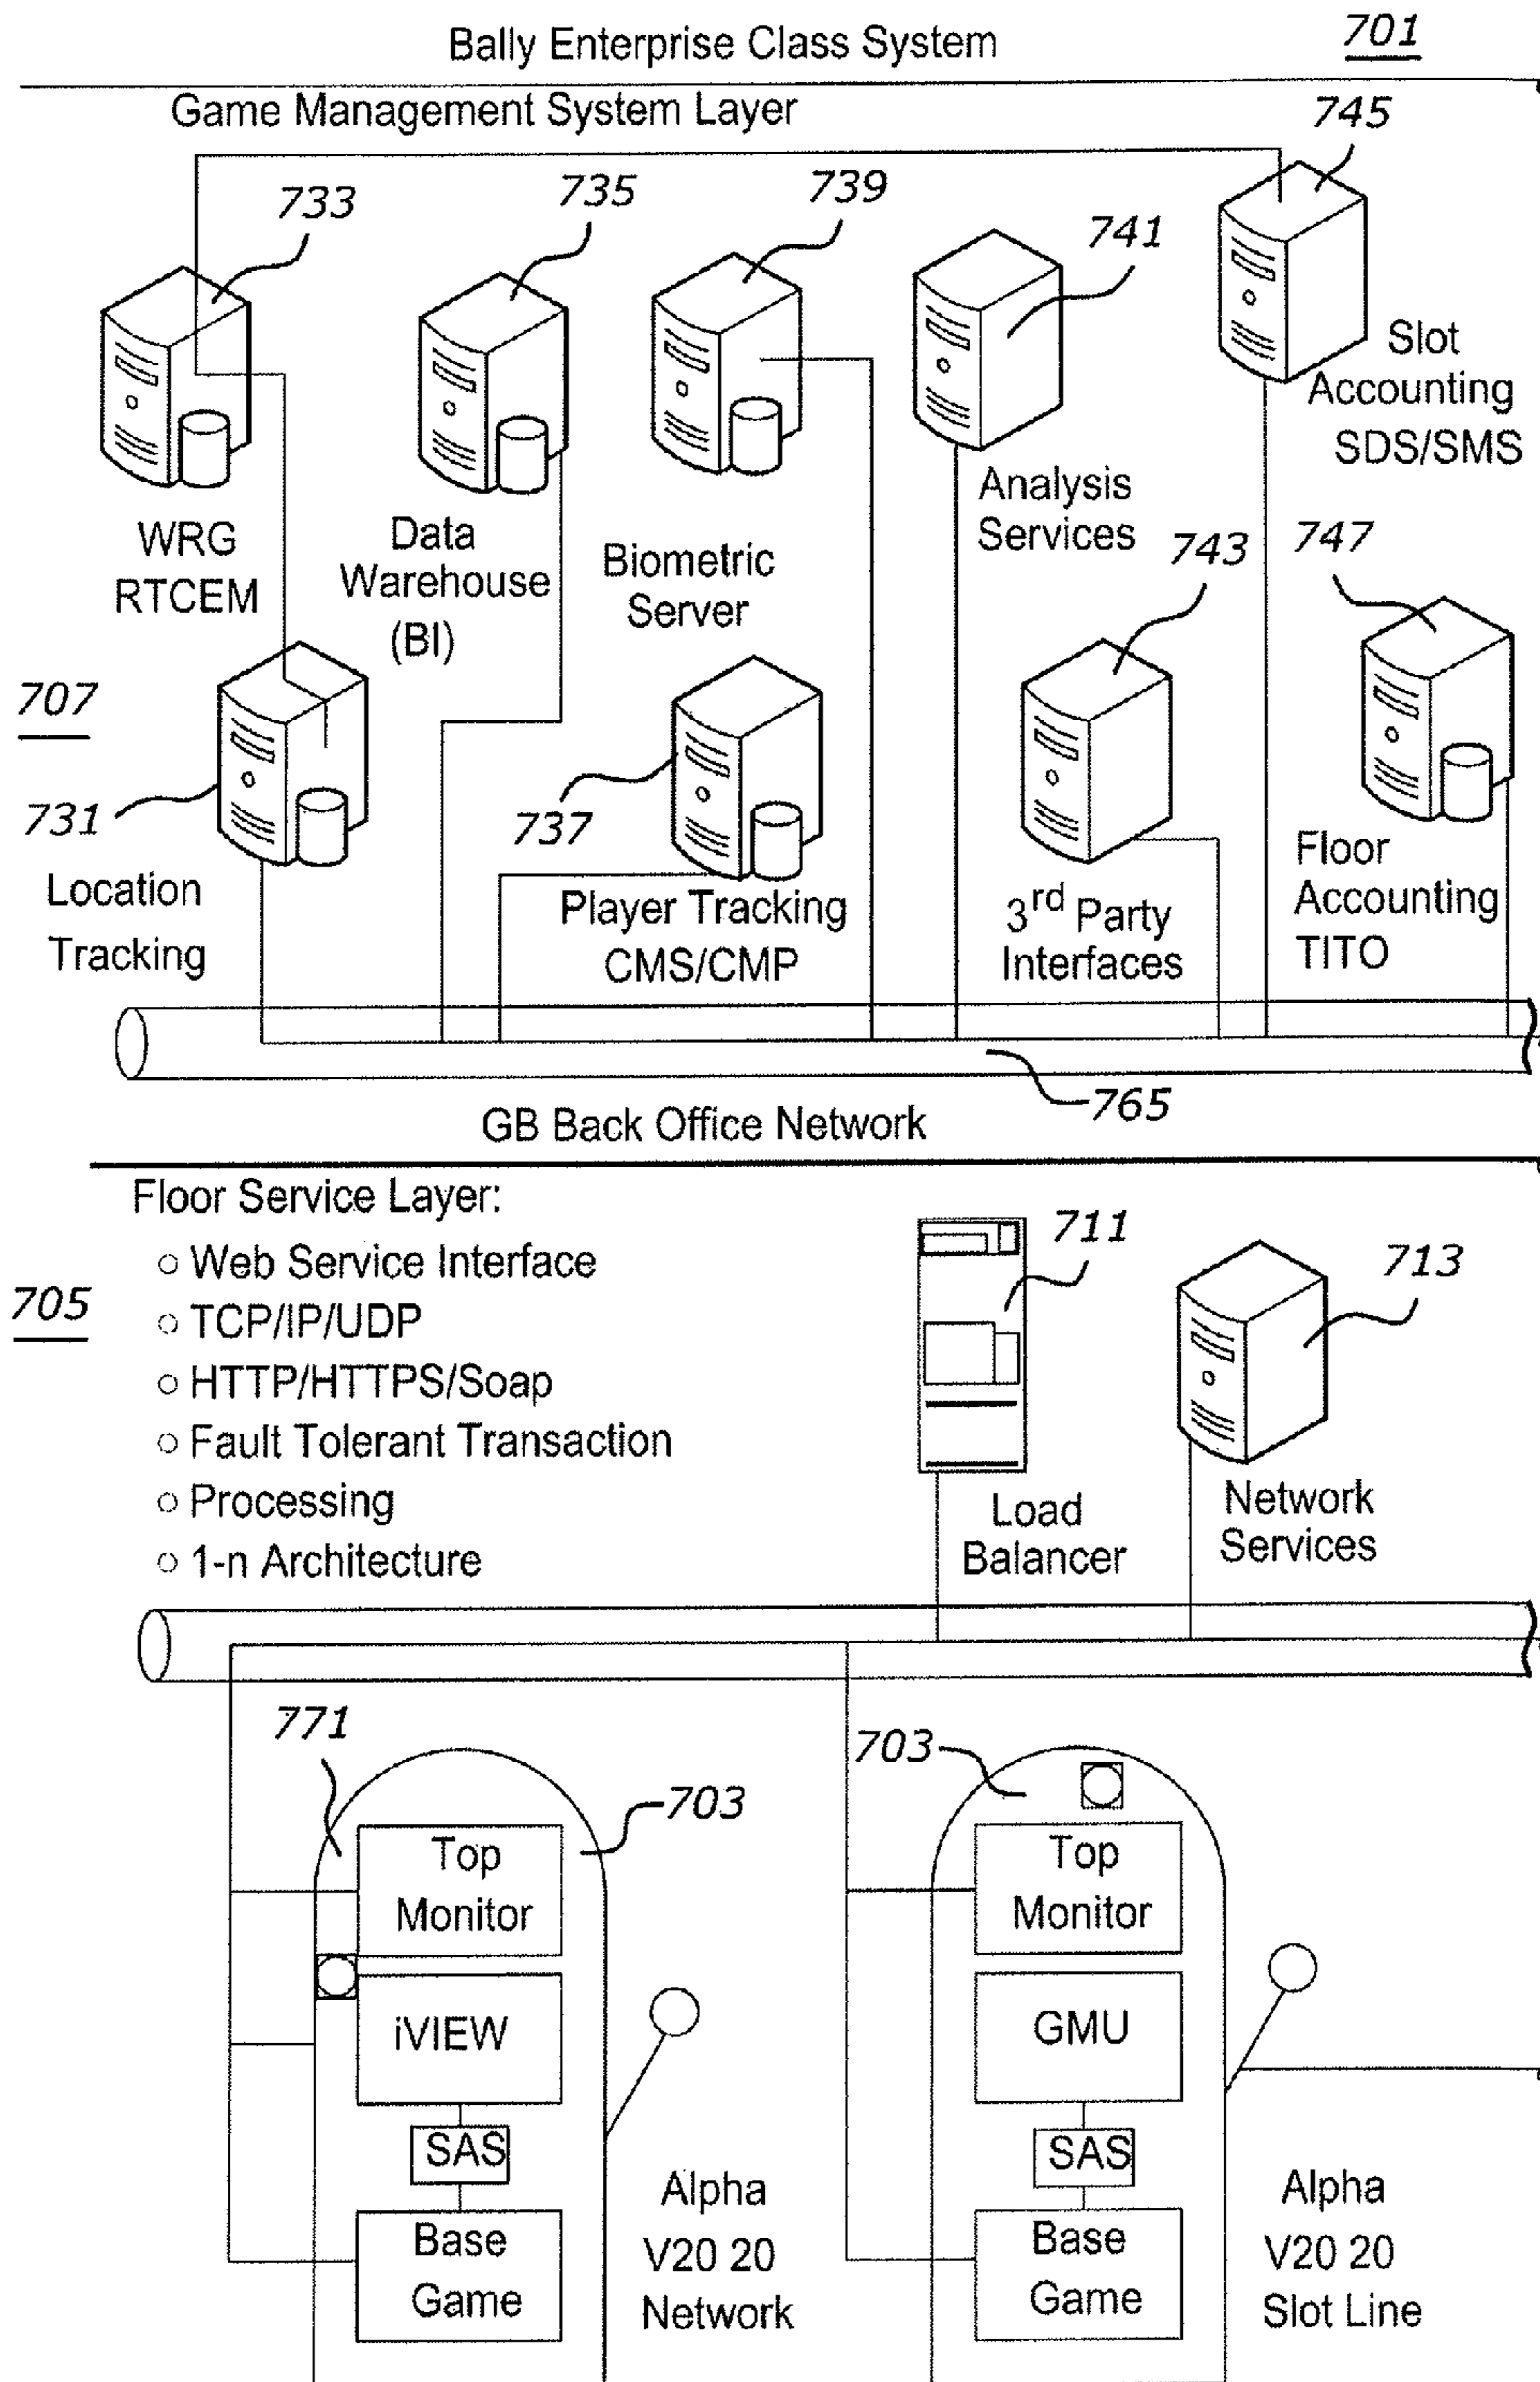 Bally Enterprise Class System
701
Game Management System Layer
745
733
735
739
741
Slot
Accounting
SDS/SMS
WRG
RTCEM
Data
Warehouse
(BI)
Biometric
Server
Analysis
Services
743
747
707
731
737
Location
Tracking
Player Tracking
CMS/CMP
3rd Party
Interfaces
Floor
Accounting
TITO
765
GB Back Office Network
Floor Service Layer:
○ Web Service Interface
○ TCP/IP/UDP
○ HTTP/HTTPS/Soap
○ Fault Tolerant Transaction
○ Processing
○ 1-n Architecture
705
711
713
Load
Balancer
Network
Services
771
703
703
Top
Monitor
iVIEW
SAS
Base
Game
Alpha
V20 20
Network
Top
Monitor
GMU
SAS
Base
Game
Alpha
V20 20
Slot Line